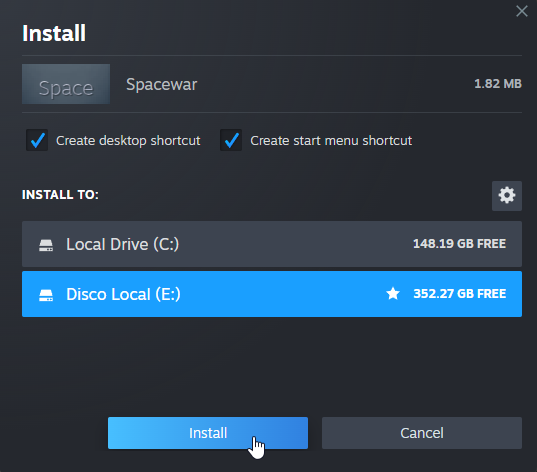 Install
Space
Spacewar
1.82 MB
Create desktop shortcut
Create start menu shortcut
INSTALL TO:
Local Drive (C:)
148.19 GB FREE
Disco Local (E:)
352.27 GB FREE
Install
Cancel